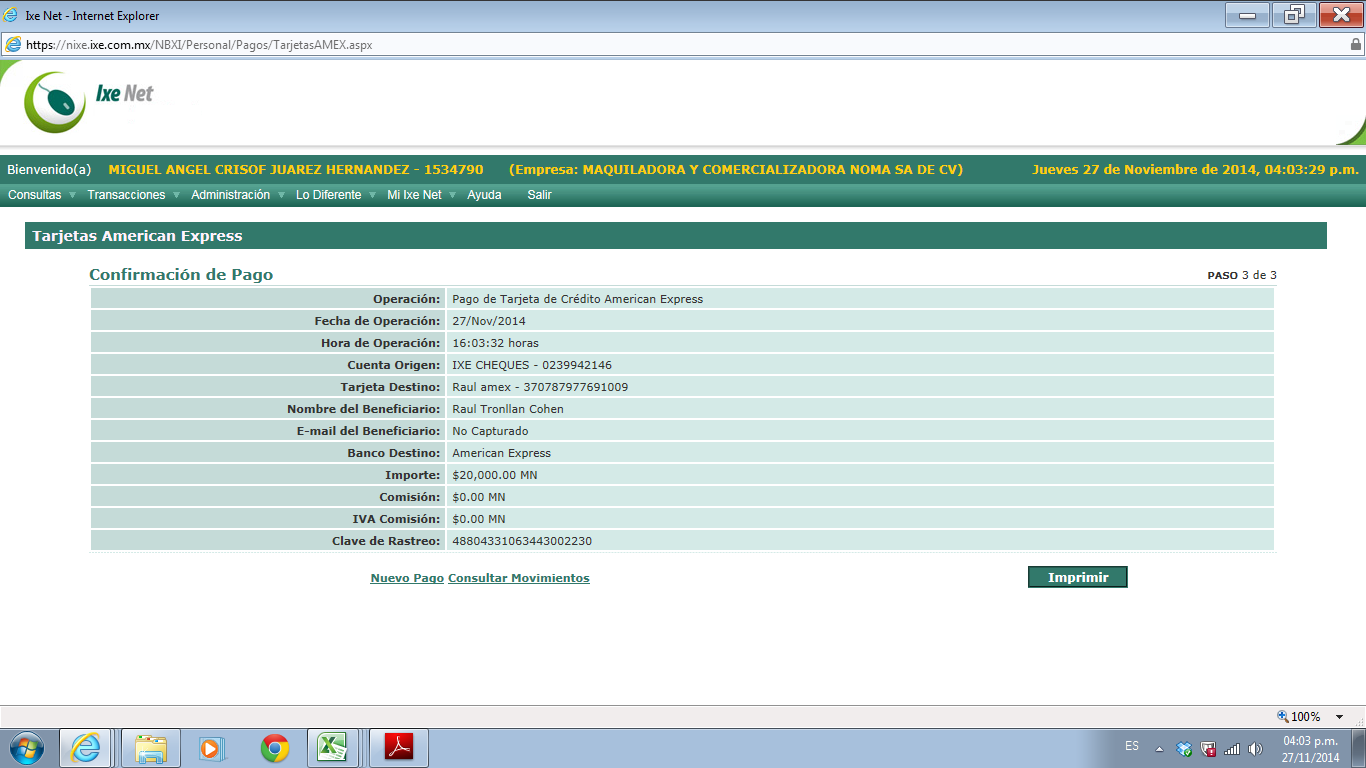 Ixe Net - Internet Explorer
https://nixe.ixe.com.mx/NBXI/Personal/Pagos/TarjetasAMEX.aspx
Ixe Net
Bienvenido(a) MIGUEL ANGEL CRISOF JUAREZ HERNANDEZ - 1534790 (Empresa: MAQUILADORA Y COMERCIALIZADORA NOMA SA DE CV) Jueves 27 de Noviembre de 2014, 04:03:29 p.m.
Consultas Transacciones Administración Lo Diferente Mi Ixe Net Ayuda Salir
Tarjetas American Express
Confirmación de Pago PASO 3 de 3
Operación: Pago de Tarjeta de Crédito American Express
Fecha de Operación: 27/Nov/2014
Hora de Operación: 16:03:32 horas
Cuenta Origen: IXE CHEQUES - 0239942146
Tarjeta Destino: Raul amex - 370787977691009
Nombre del Beneficiario: Raul Tronllan Cohen
E-mail del Beneficiario: No Capturado
Banco Destino: American Express
Importe: $20,000.00 MN
Comisión: $0.00 MN
IVA Comisión: $0.00 MN
Clave de Rastreo: 48804331063443002230
Nuevo Pago Consultar Movimientos Imprimir
100%
ES 04:03 p.m.
27/11/2014